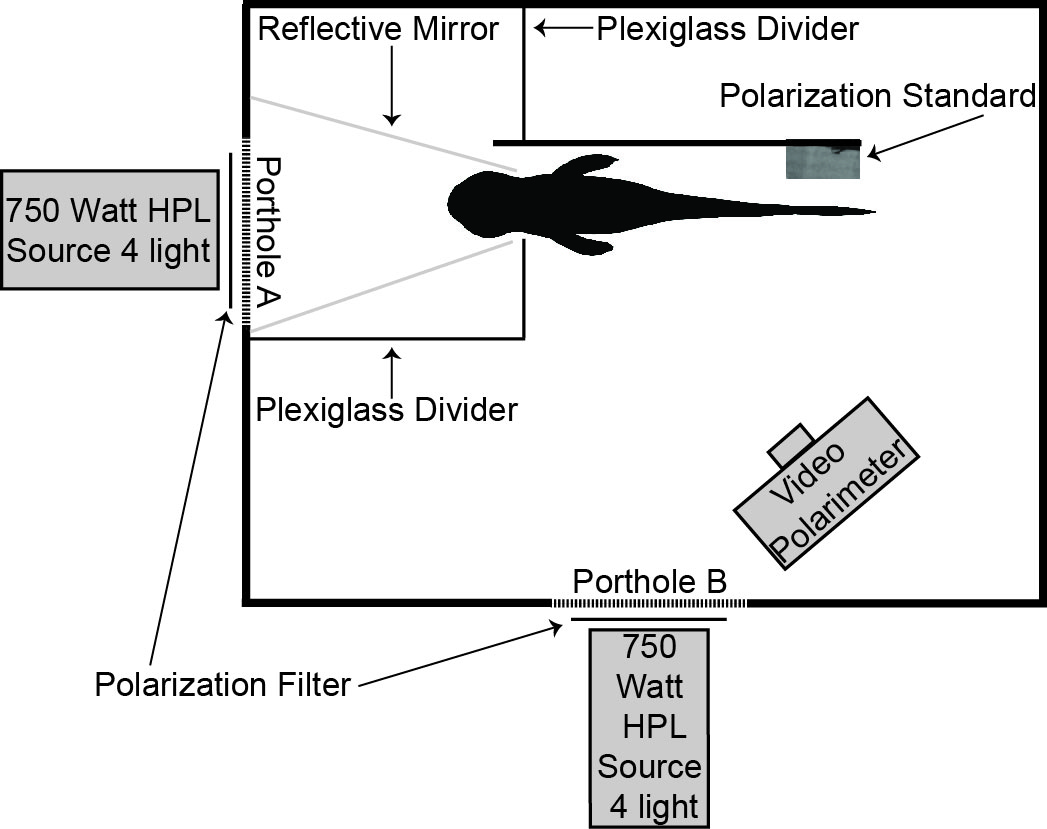 Reflective Mirror
Plexiglass Divider
Polarization Standard
Porthole A
750 Watt HPL
Source 4 light
Plexiglass Divider
Video
Polarimeter
Porthole B
Polarization Filter
750
Watt
HPL
Source
4 light